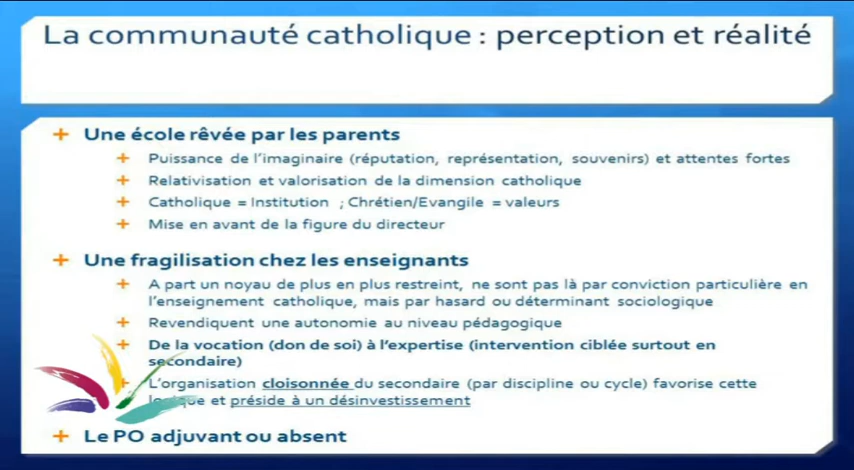 La communauté catholique : perception et réalité
Une école rêvée par les parents
Puissance de l'imaginaire (réputation, représentation, souvenirs) et attentes fortes
Relativisation et valorisation de la dimension catholique
Catholique = Institution ; Chrétien/Evangile = valeurs
Mise en avant de la figure du directeur
Une fragilisation chez les enseignants
A part un noyau de plus en plus restreint, ne sont pas là par conviction particulière en
l'enseignement catholique, mais par hasard ou déterminant sociologique
Revendiquent une autonomie au niveau pédagogique
De la vocation (don de soi) à l'expertise (intervention ciblée surtout en
secondaire)
L'organisation cloisonnée du secondaire (par discipline ou cycle) favorise cette
logique et préside à un désinvestissement
Le PO adjuvant ou absent